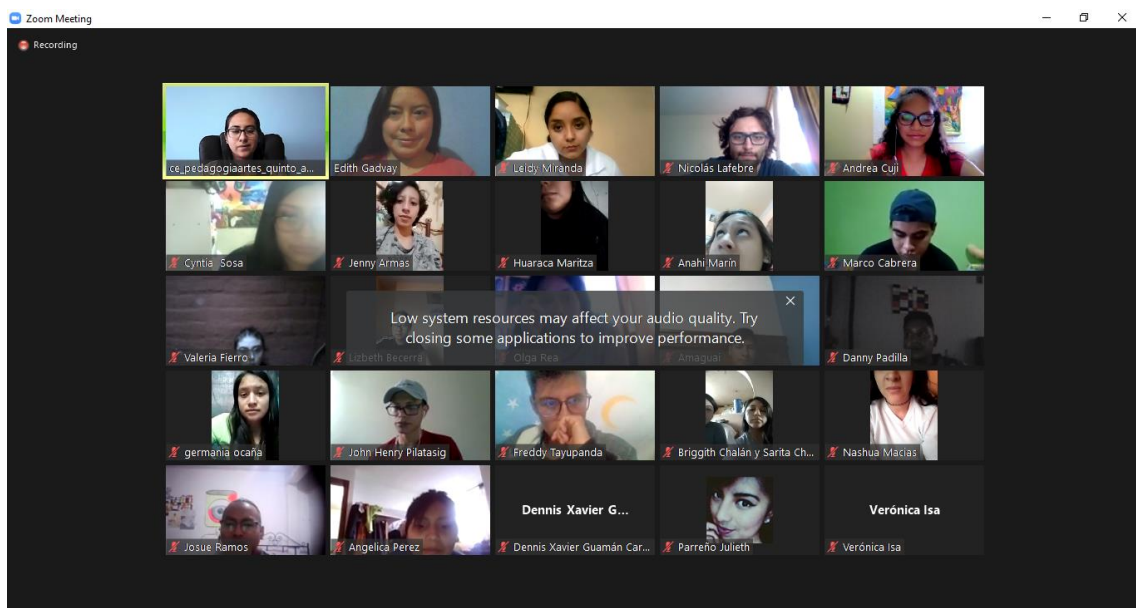 Zoom Meeting
Recording
ce_pedagogiaartes_quinto_a...
Edith Gadvay
Leidy Miranda
Nicolás Lafebre
Andrea Cuji
Cyntia Sosa
Jenny Armas
Huaraca Maritza
Anahi Marín
Marco Cabrera
Low system resources may affect your audio quality. Try
closing some applications to improve performance.
Valeria Fierro
Lizbeth Becerra
Olga Rea
Amaguai
Danny Padilla
germania ocaña
John Henry Pilatasig
Freddy Tayupanda
Briggith Chalán y Sarita Ch...
Nashua Macias
Dennis Xavier G...
Verónica Isa
Josue Ramos
Angelica Perez
Dennis Xavier Guamán Car...
Parreño Julieth
Verónica Isa